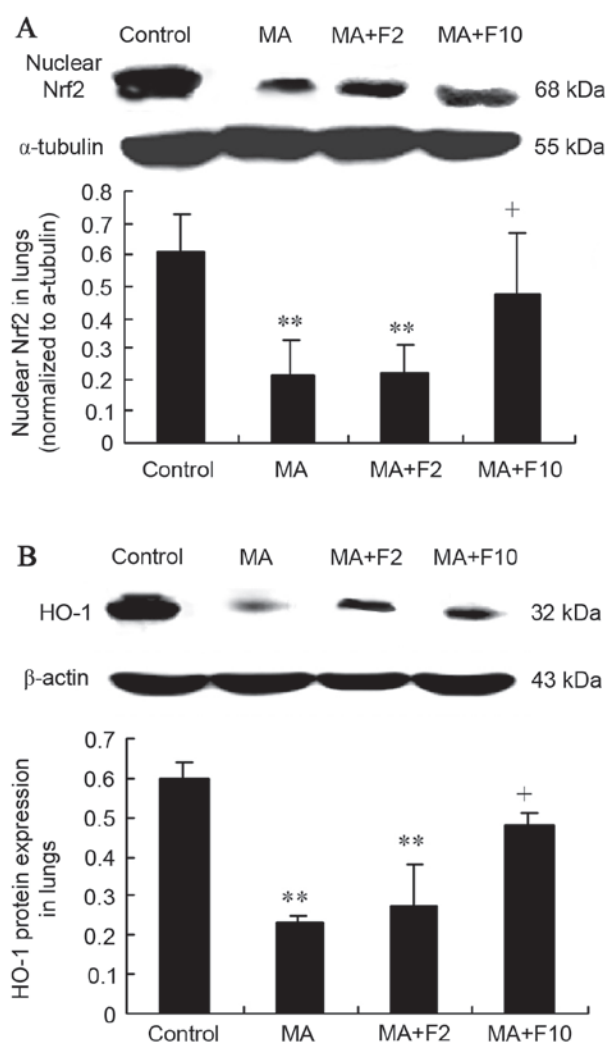 A
Control MA MA+F2 MA+F10
Nuclear
Nrf2
68 kDa
α-tubulin
55 kDa
Nuclear Nrf2 in lungs
(normalized to a-tubulin)
0.8
0.7
0.6
0.5
0.4
0.3
0.2
0.1
0
** ** +
Control MA MA+F2 MA+F10
B
Control MA MA+F2 MA+F10
HO-1
32 kDa
β-actin
43 kDa
HO-1 protein expression
in lungs
0.7
0.6
0.5
0.4
0.3
0.2
0.1
0
** ** +
Control MA MA+F2 MA+F10